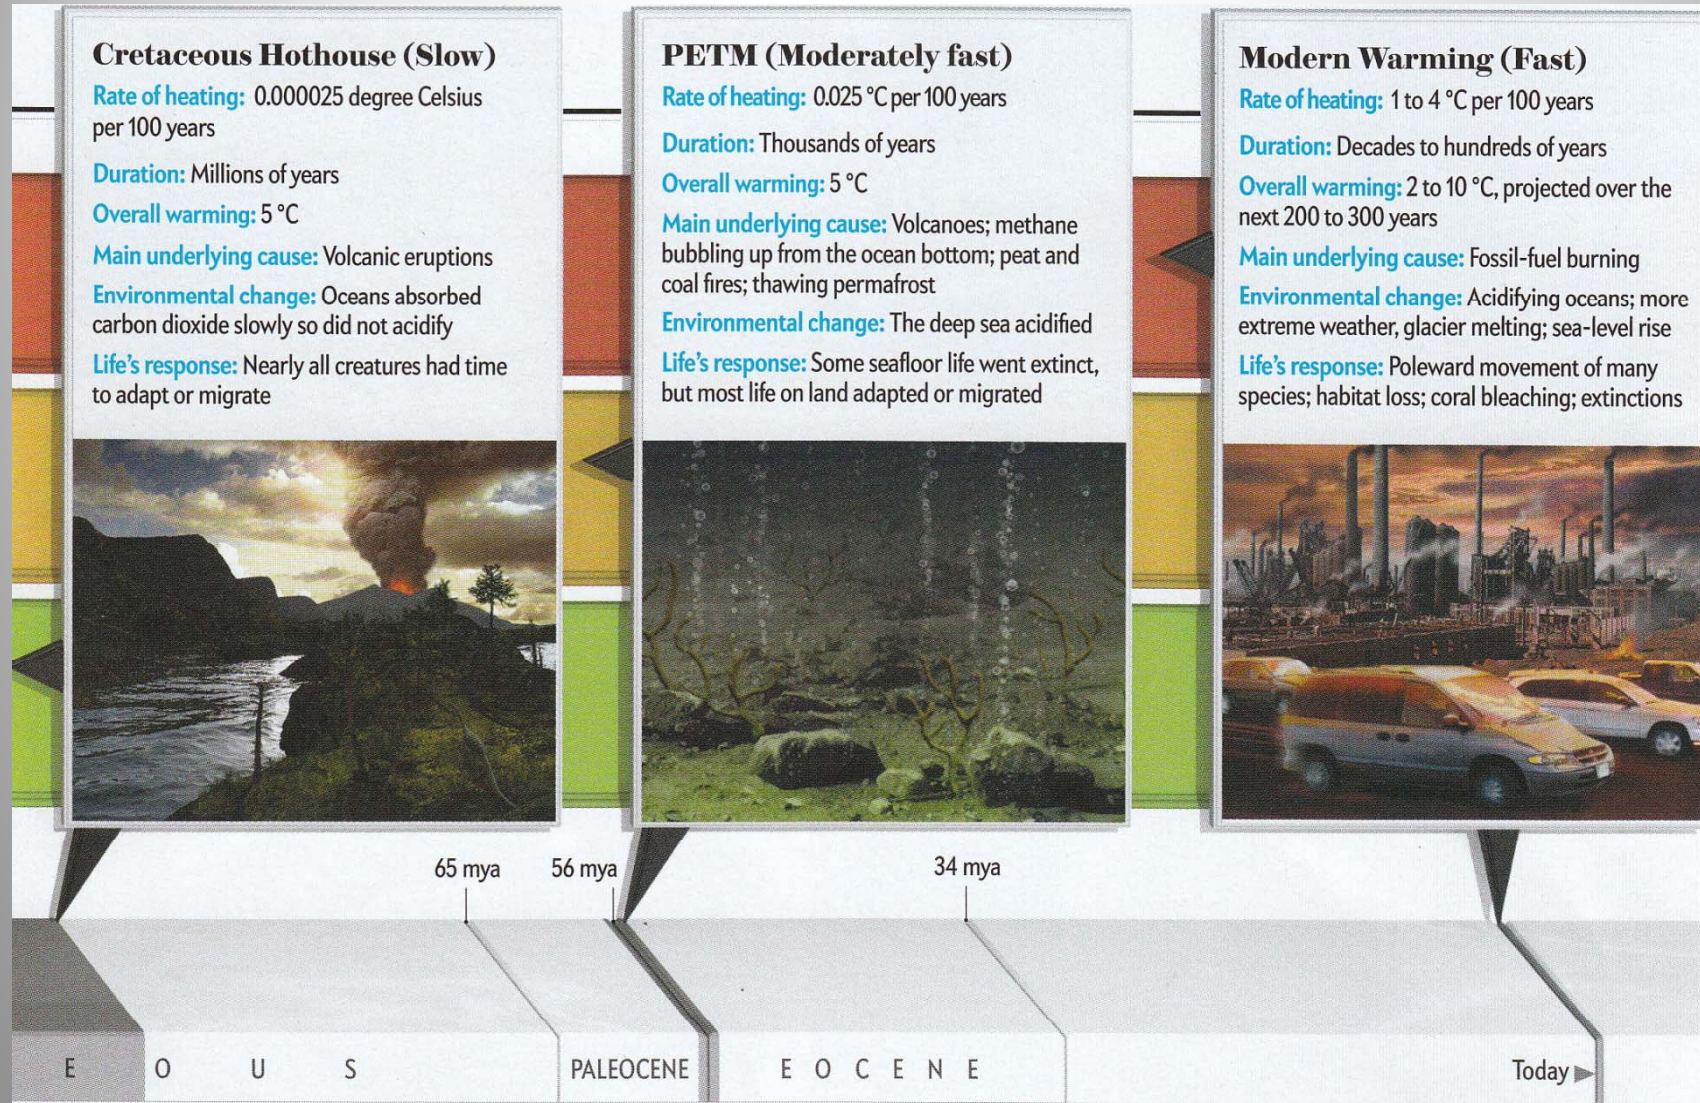 Cretaceous Hothouse (Slow)
Rate of heating: 0.000025 degree Celsius
per 100 years
Duration: Millions of years
Overall warming: 5 °C
Main underlying cause: Volcanic eruptions
Environmental change: Oceans absorbed
carbon dioxide slowly so did not acidify
Life's response: Nearly all creatures had time
to adapt or migrate
PETM (Moderately fast)
Rate of heating: 0.025 °C per 100 years
Duration: Thousands of years
Overall warming: 5 °C
Main underlying cause: Volcanoes; methane
bubbling up from the ocean bottom; peat and
coal fires; thawing permafrost
Environmental change: The deep sea acidified
Life's response: Some seafloor life went extinct,
but most life on land adapted or migrated
Modern Warming (Fast)
Rate of heating: 1 to 4 °C per 100 years
Duration: Decades to hundreds of years
Overall warming: 2 to 10 °C, projected over the
next 200 to 300 years
Main underlying cause: Fossil-fuel burning
Environmental change: Acidifying oceans; more
extreme weather, glacier melting; sea-level rise
Life's response: Poleward movement of many
species; habitat loss; coral bleaching; extinctions
65 mya
56 mya
34 mya
E O U S
PALEOCENE
E O C E N E
Today